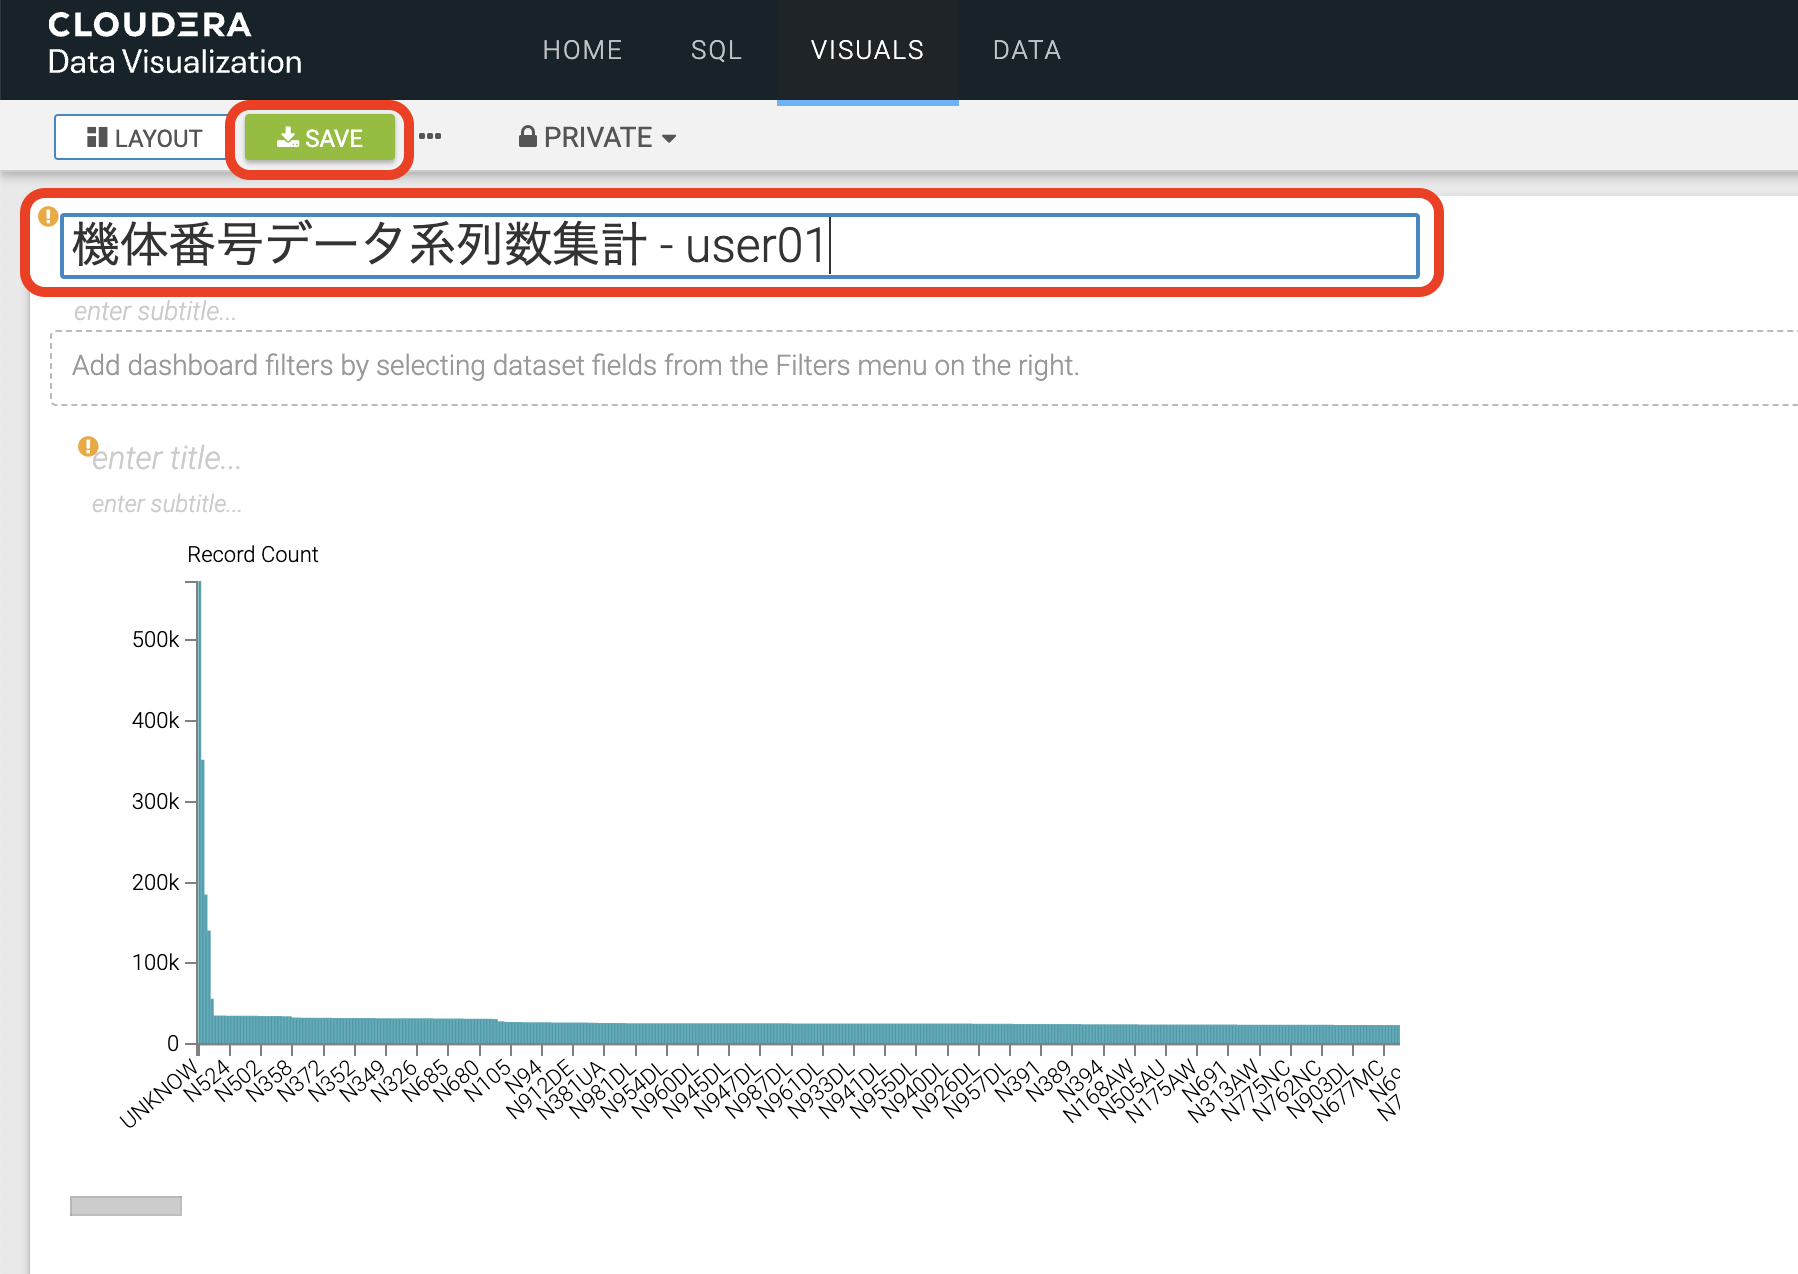 CLOUDERA
Data Visualization
HOME SQL VISUALS DATA
LAYOUT SAVE ••• PRIVATE
機体番号データ系列数集計 - user01
enter subtitle...
Add dashboard filters by selecting dataset fields from the Filters menu on the right.
enter title...
enter subtitle...
Record Count
500k
400k
300k
200k
100k
0
UNKNOW N524 N502 N358 N372 N352 N349 N326 N685 N680 N105 N94 N912DE N381UA N981DL N954DL N960DL N945DL N947DL N987DL N961DL N933DL N941DL N955DL N940DL N926DL N957DL N391 N389 N394 N168AW N505AU N175AW N691 N313AW N775NC N762NC N903DL N677MC